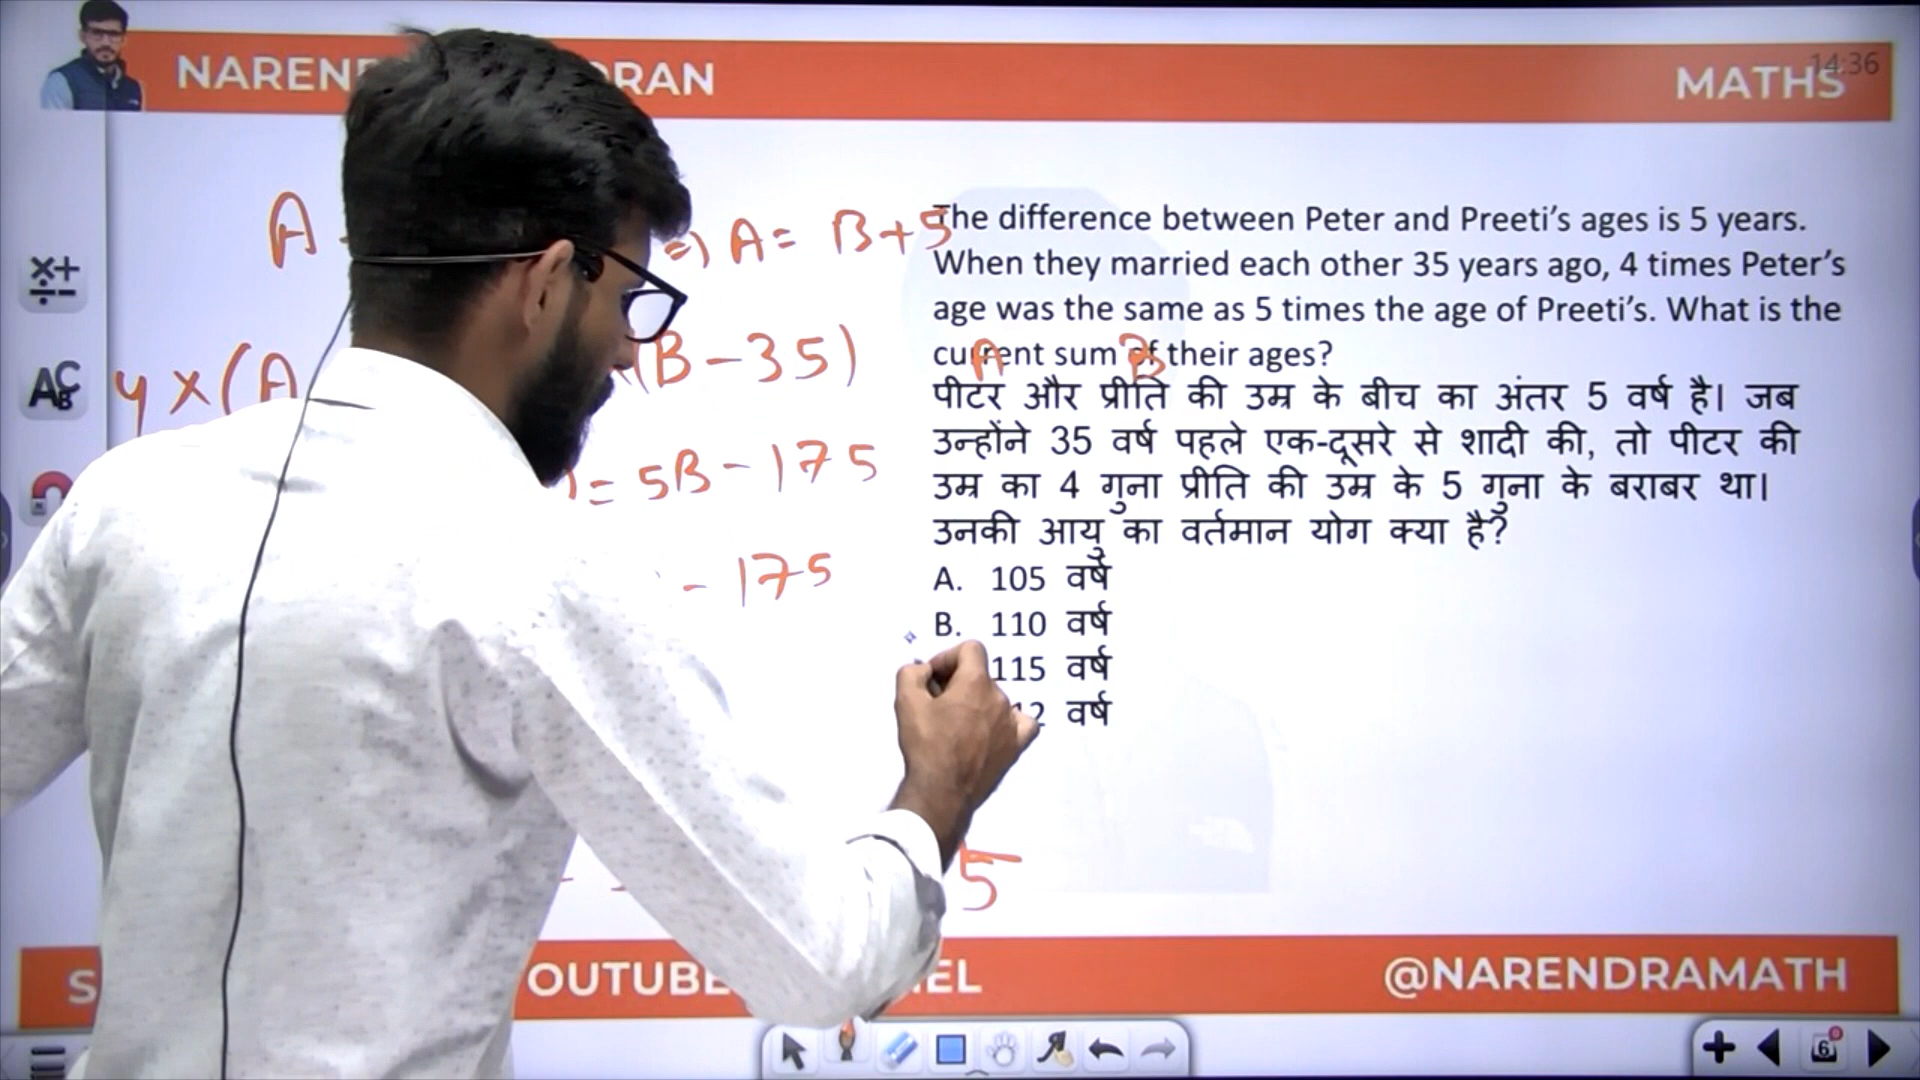 NAREN RAN
MATHS
14:36
A
⇒ A = B+5
4 × (A
(B - 35)
= 5B - 175
- 175
5
The difference between Peter and Preeti's ages is 5 years.
When they married each other 35 years ago, 4 times Peter's
age was the same as 5 times the age of Preeti's. What is the
current sum of their ages?
A B
पीटर और प्रीति की उम्र के बीच का अंतर 5 वर्ष है। जब
उन्होंने 35 वर्ष पहले एक-दूसरे से शादी की, तो पीटर की
उम्र का 4 गुना प्रीति की उम्र के 5 गुना के बराबर था।
उनकी आयु का वर्तमान योग क्या है?
A. 105 वर्ष
B. 110 वर्ष
115 वर्ष
12 वर्ष
S OUTUBE EL
@NARENDRAMATH
6